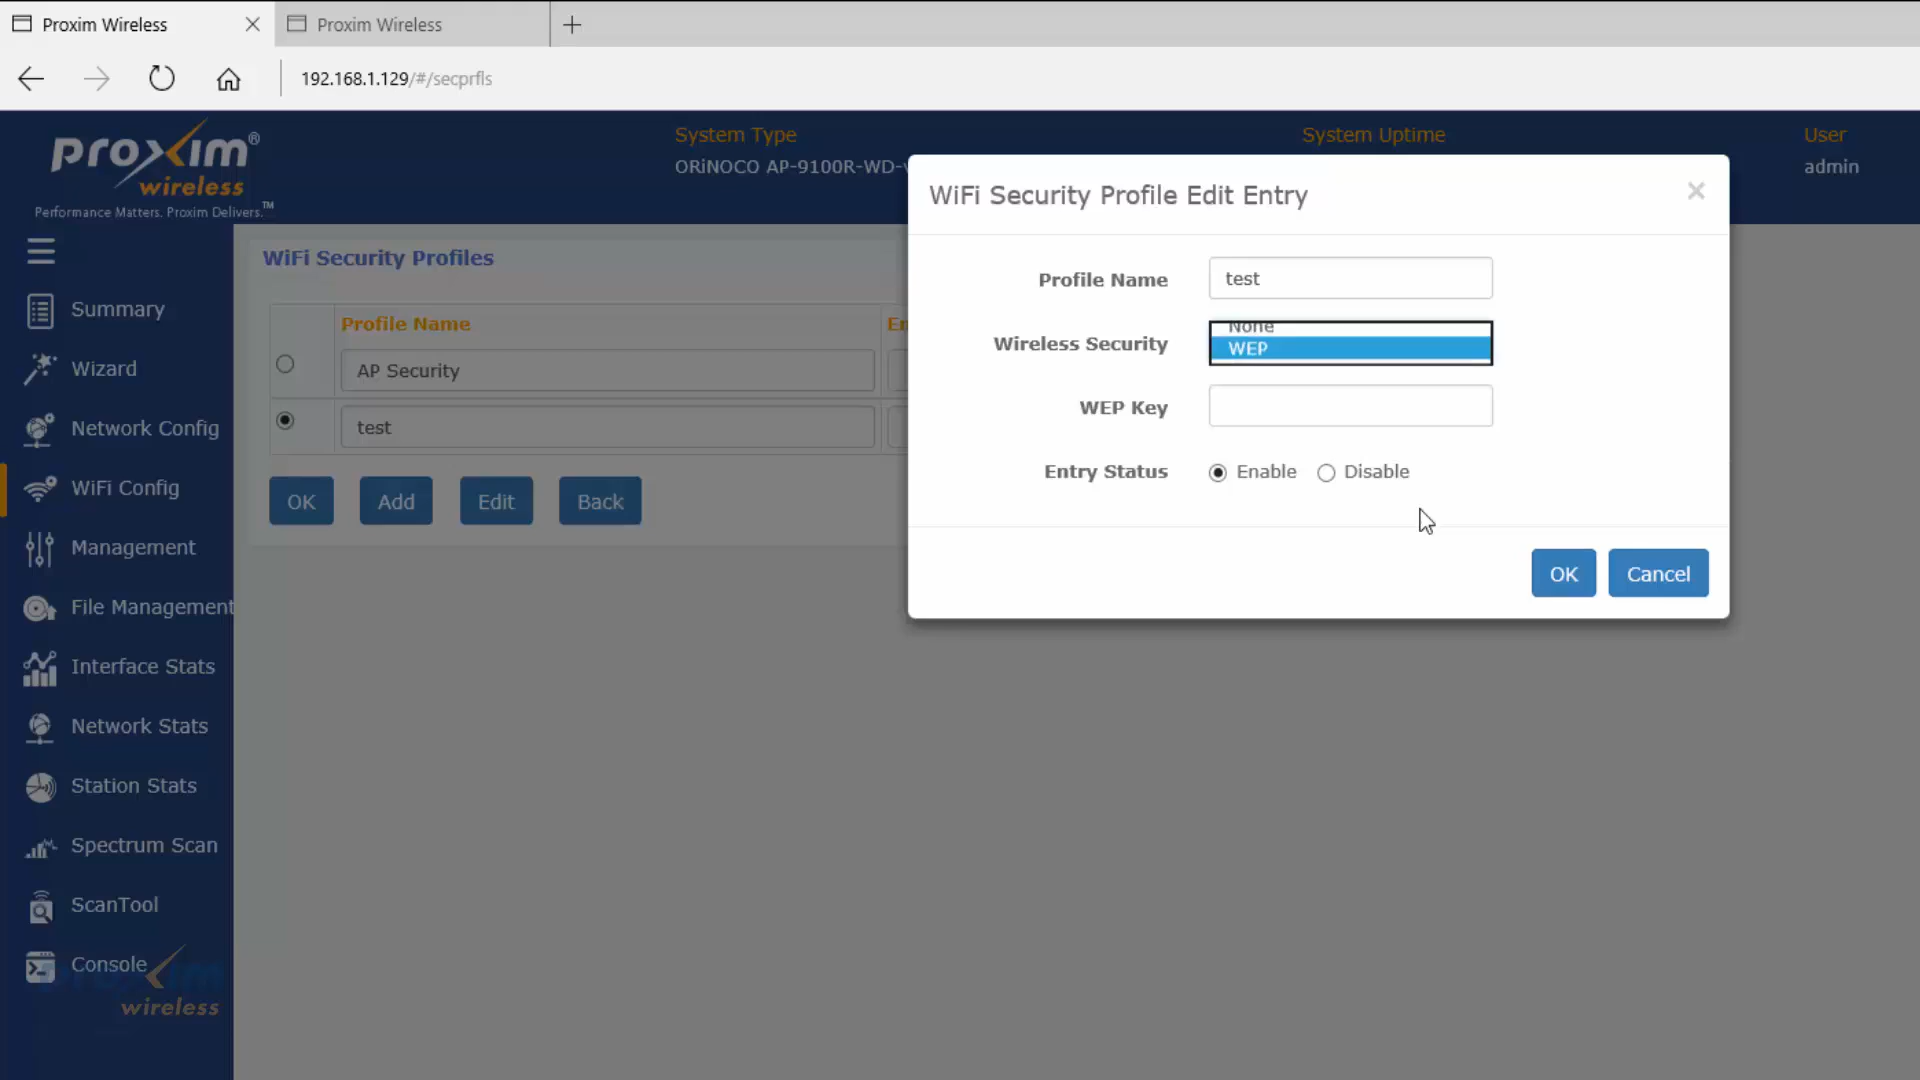 Proxim Wireless
Proxim Wireless
192.168.1.129/#/secprfls
proxim®
wireless
Performance Matters. Proxim Delivers.™
System Type
ORiNOCO AP-9100R-WD-
System Uptime
User
admin
Summary
Wizard
Network Config
WiFi Config
Management
File Management
Interface Stats
Network Stats
Station Stats
Spectrum Scan
ScanTool
Console
proxim
wireless
WiFi Security Profiles
Profile Name
AP Security
test
OK
Add
Edit
Back
WiFi Security Profile Edit Entry
Profile Name
test
Wireless Security
None
WEP
WEP Key
Entry Status
Enable
Disable
OK
Cancel